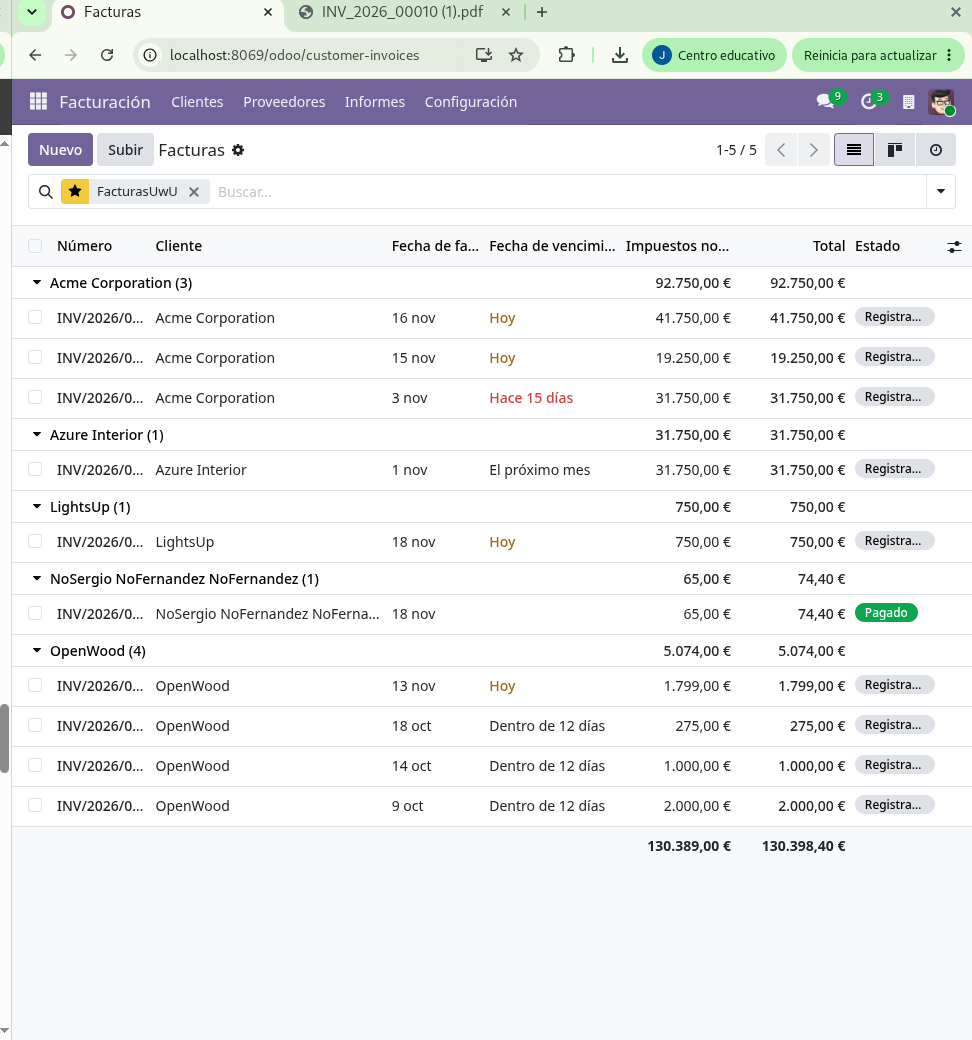 Facturas
INV_2026_00010 (1).pdf
localhost:8069/odoo/customer-invoices
J Centro educativo
Reinicia para actualizar
Facturación Clientes Proveedores Informes Configuración 9 3
Nuevo Subir Facturas 1-5 / 5
FacturasUwU Buscar...
Número Cliente Fecha de fa... Fecha de vencimi... Impuestos no... Total Estado
Acme Corporation (3) 92.750,00 € 92.750,00 €
INV/2026/0... Acme Corporation 16 nov Hoy 41.750,00 € 41.750,00 € Registra...
INV/2026/0... Acme Corporation 15 nov Hoy 19.250,00 € 19.250,00 € Registra...
INV/2026/0... Acme Corporation 3 nov Hace 15 días 31.750,00 € 31.750,00 € Registra...
Azure Interior (1) 31.750,00 € 31.750,00 €
INV/2026/0... Azure Interior 1 nov El próximo mes 31.750,00 € 31.750,00 € Registra...
LightsUp (1) 750,00 € 750,00 €
INV/2026/0... LightsUp 18 nov Hoy 750,00 € 750,00 € Registra...
NoSergio NoFernandez NoFernandez (1) 65,00 € 74,40 €
INV/2026/0... NoSergio NoFernandez NoFerna... 18 nov 65,00 € 74,40 € Pagado
OpenWood (4) 5.074,00 € 5.074,00 €
INV/2026/0... OpenWood 13 nov Hoy 1.799,00 € 1.799,00 € Registra...
INV/2026/0... OpenWood 18 oct Dentro de 12 días 275,00 € 275,00 € Registra...
INV/2026/0... OpenWood 14 oct Dentro de 12 días 1.000,00 € 1.000,00 € Registra...
INV/2026/0... OpenWood 9 oct Dentro de 12 días 2.000,00 € 2.000,00 € Registra...
130.389,00 € 130.398,40 €